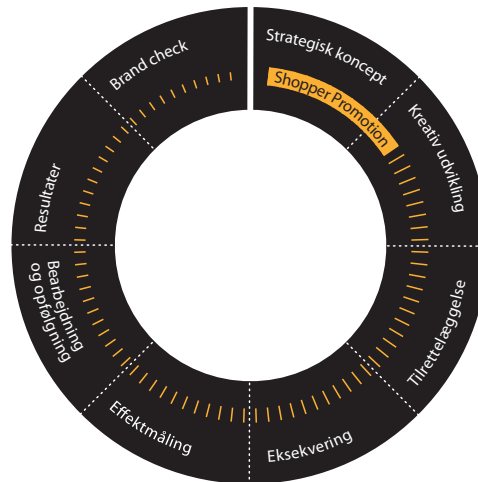 Strategisk koncept
Shopper Promotion
Kreativ udvikling
Tilrettelæggelse
Eksekvering
Effektmåling
Bearbejdning
og opfølgning
Resultater
Brand check